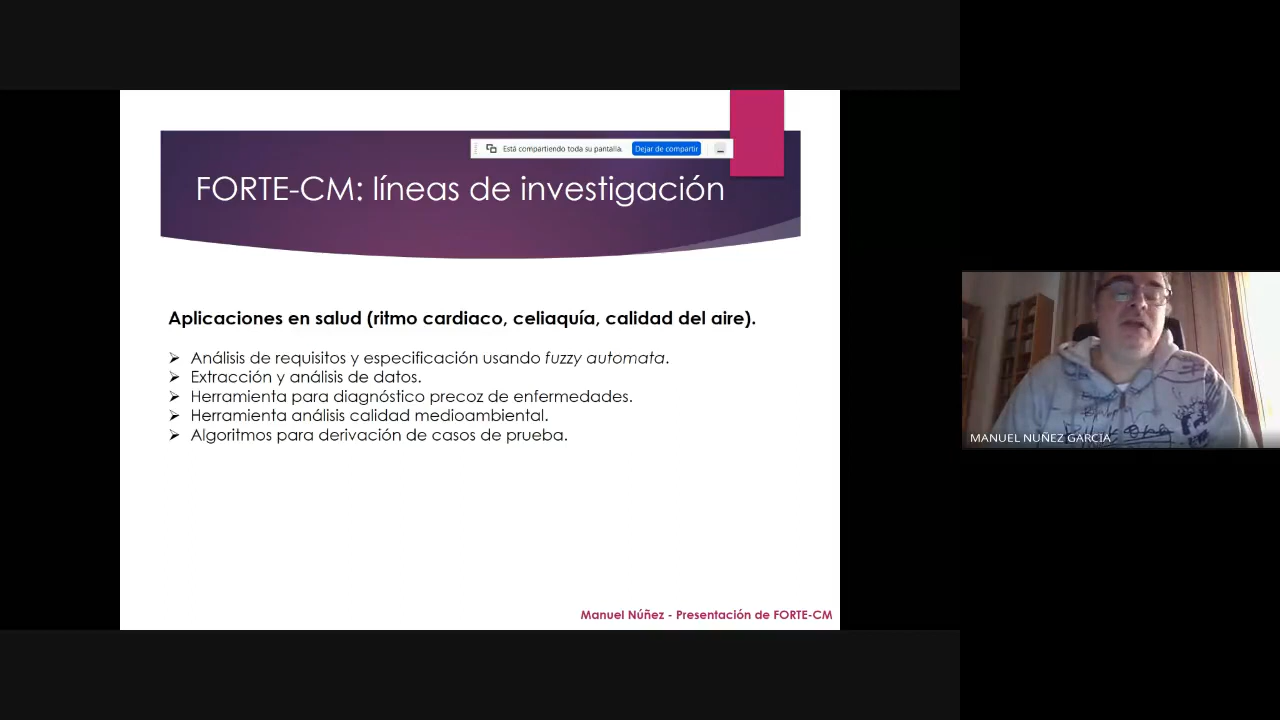 Está compartiendo toda su pantalla.
Dejar de compartir
FORTE-CM: líneas de investigación
Aplicaciones en salud (ritmo cardiaco, celiaquía, calidad del aire).
Análisis de requisitos y especificación usando fuzzy automata.
Extracción y análisis de datos.
Herramienta para diagnóstico precoz de enfermedades.
Herramienta análisis calidad medioambiental.
Algoritmos para derivación de casos de prueba.
Manuel Núñez - Presentación de FORTE-CM
MANUEL NUÑEZ GARCIA